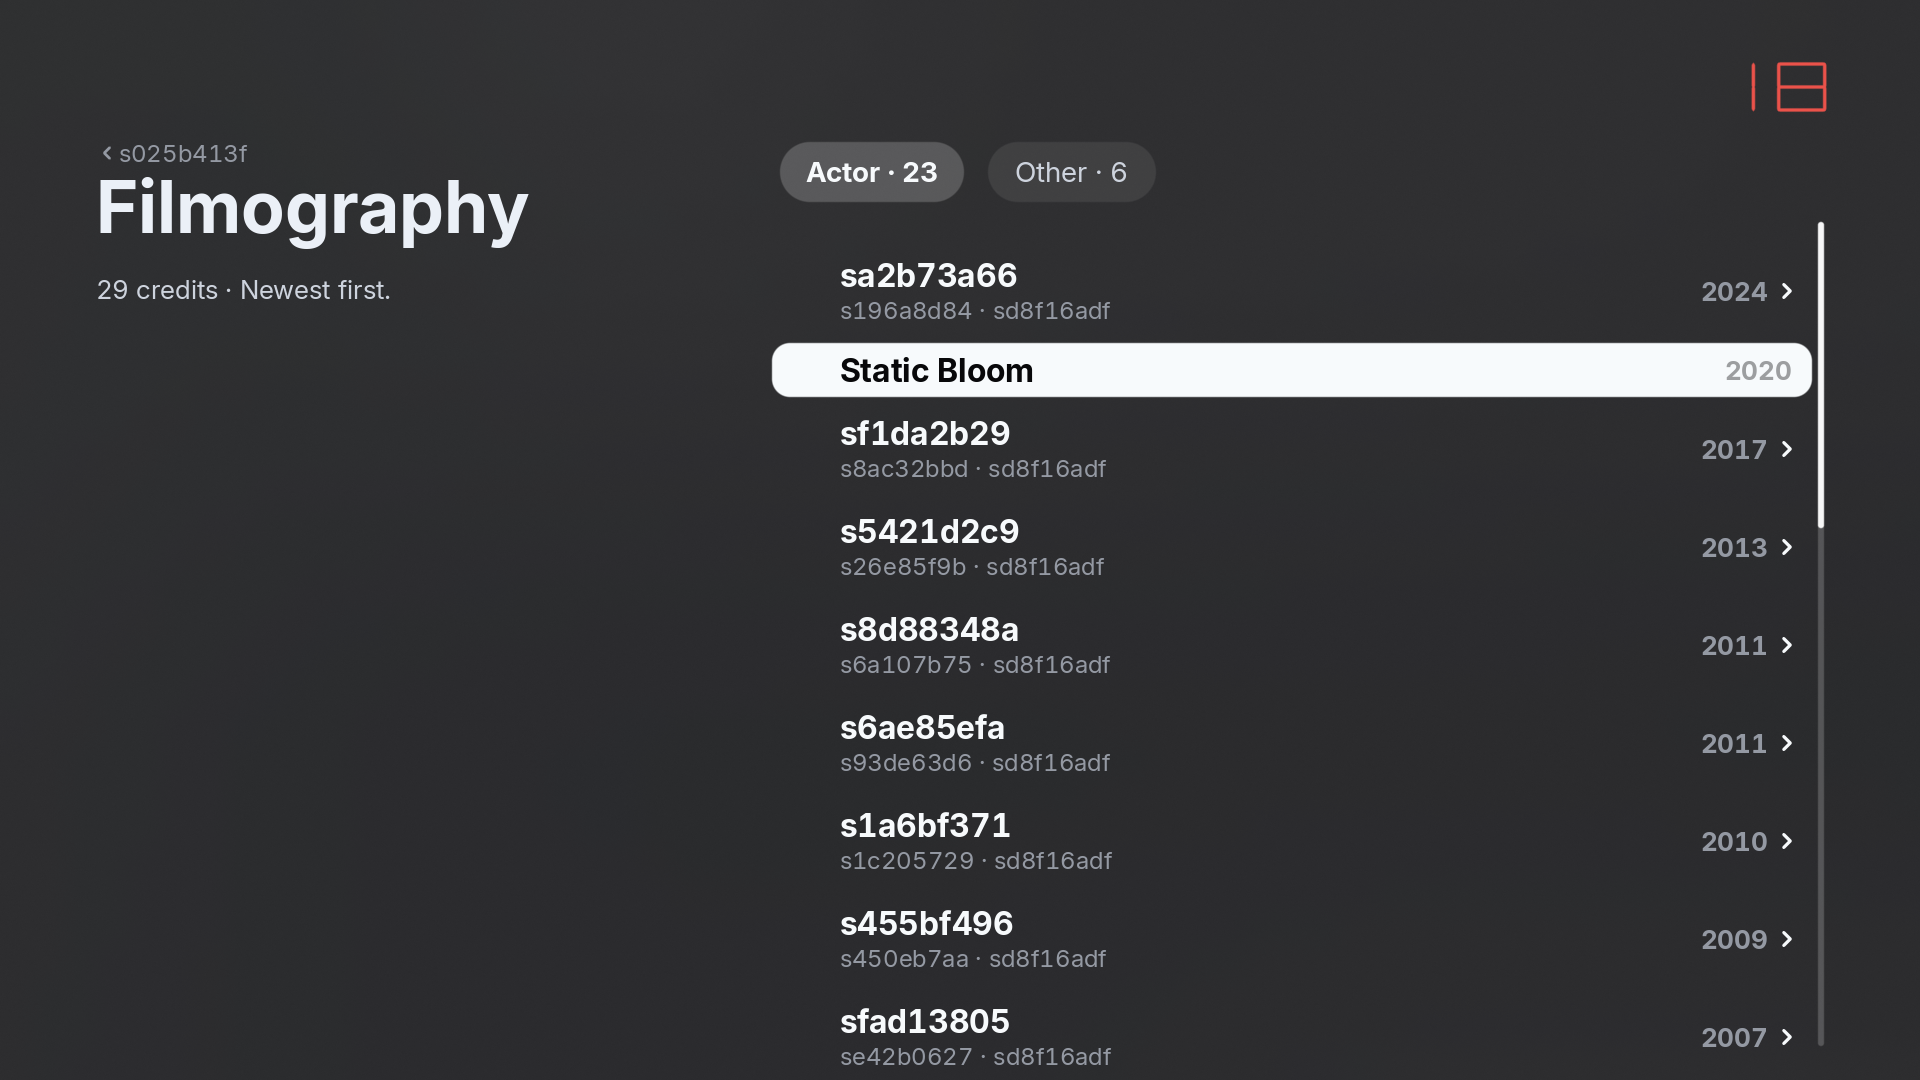 s025b413f
Filmography
29 credits · Newest first.
Actor · 23
Other · 6
sa2b73a66
s196a8d84 · sd8f16adf
2024
Static Bloom
2020
sf1da2b29
s8ac32bbd · sd8f16adf
2017
s5421d2c9
s26e85f9b · sd8f16adf
2013
s8d88348a
s6a107b75 · sd8f16adf
2011
s6ae85efa
s93de63d6 · sd8f16adf
2011
s1a6bf371
s1c205729 · sd8f16adf
2010
s455bf496
s450eb7aa · sd8f16adf
2009
sfad13805
se42b0627 · sd8f16adf
2007